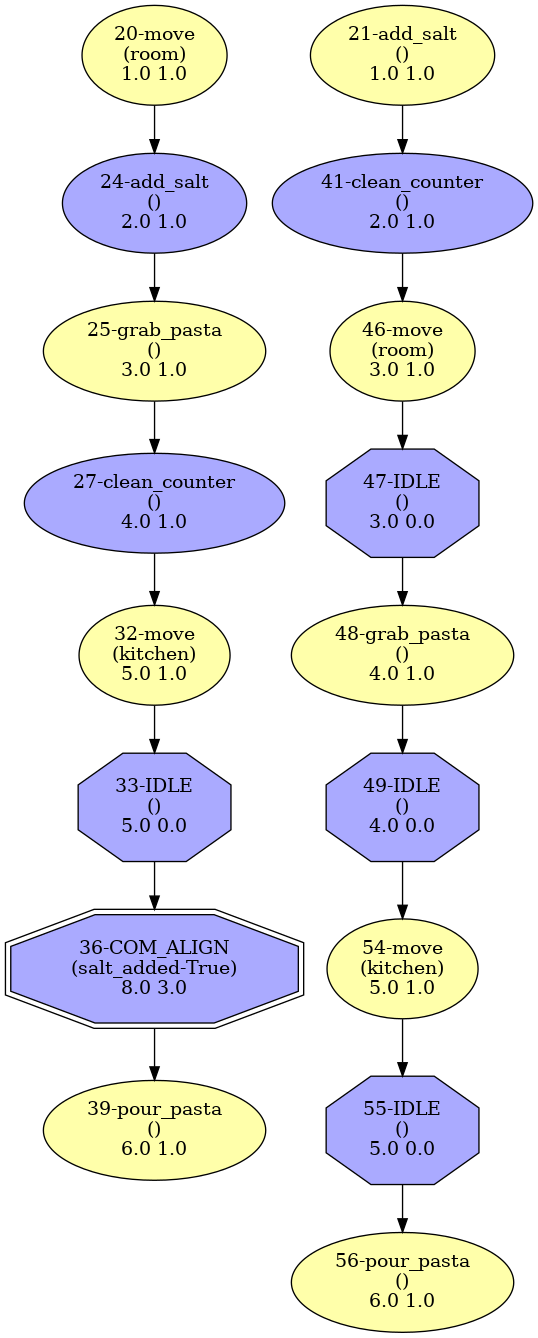 20-move
(room)
1.0 1.0
24-add_salt
()
2.0 1.0
25-grab_pasta
()
3.0 1.0
27-clean_counter
()
4.0 1.0
32-move
(kitchen)
5.0 1.0
33-IDLE
()
5.0 0.0
36-COM_ALIGN
(salt_added-True)
8.0 3.0
39-pour_pasta
()
6.0 1.0
21-add_salt
()
1.0 1.0
41-clean_counter
()
2.0 1.0
46-move
(room)
3.0 1.0
47-IDLE
()
3.0 0.0
48-grab_pasta
()
4.0 1.0
49-IDLE
()
4.0 0.0
54-move
(kitchen)
5.0 1.0
55-IDLE
()
5.0 0.0
56-pour_pasta
()
6.0 1.0